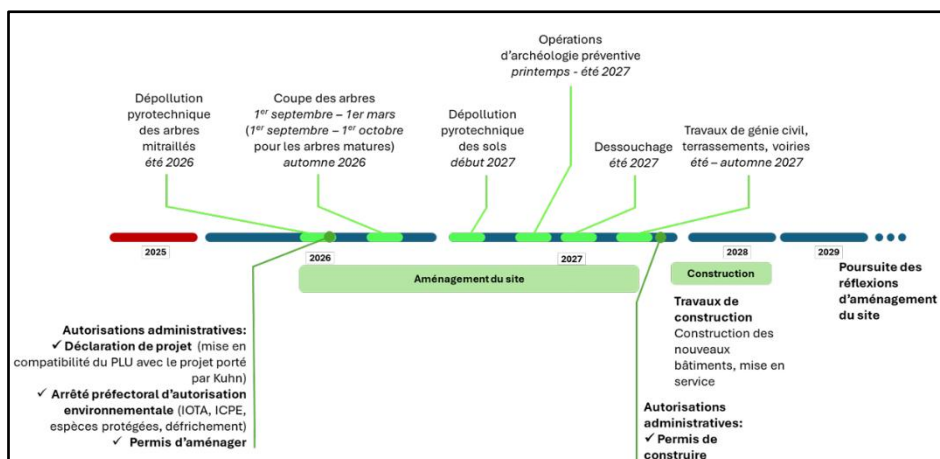 Opérations
d'archéologie préventive
printemps - été 2027
Dépollution
pyrotechnique
des arbres
mitraillés
été 2026
Coupe des arbres
1er septembre – 1er mars
(1er septembre – 1er octobre
pour les arbres matures)
automne 2026
Dépollution
pyrotechnique
des sols
début 2027
Dessouchage
été 2027
Travaux de génie civil,
terrassements, voiries
été – automne 2027
2025
2026
2027
2028
2029
Aménagement du site
Construction
Poursuite des
réflexions
d'aménagement
du site
Autorisations administratives:
✓ Déclaration de projet (mise en
compatibilité du PLU avec le projet porté
par Kuhn)
✓ Arrêté préfectoral d'autorisation
environnementale (IOTA, ICPE,
espèces protégées, défrichement)
✓ Permis d'aménager
Travaux de
construction
Construction des
nouveaux
bâtiments, mise en
service
Autorisations
administratives:
✓ Permis de
construire